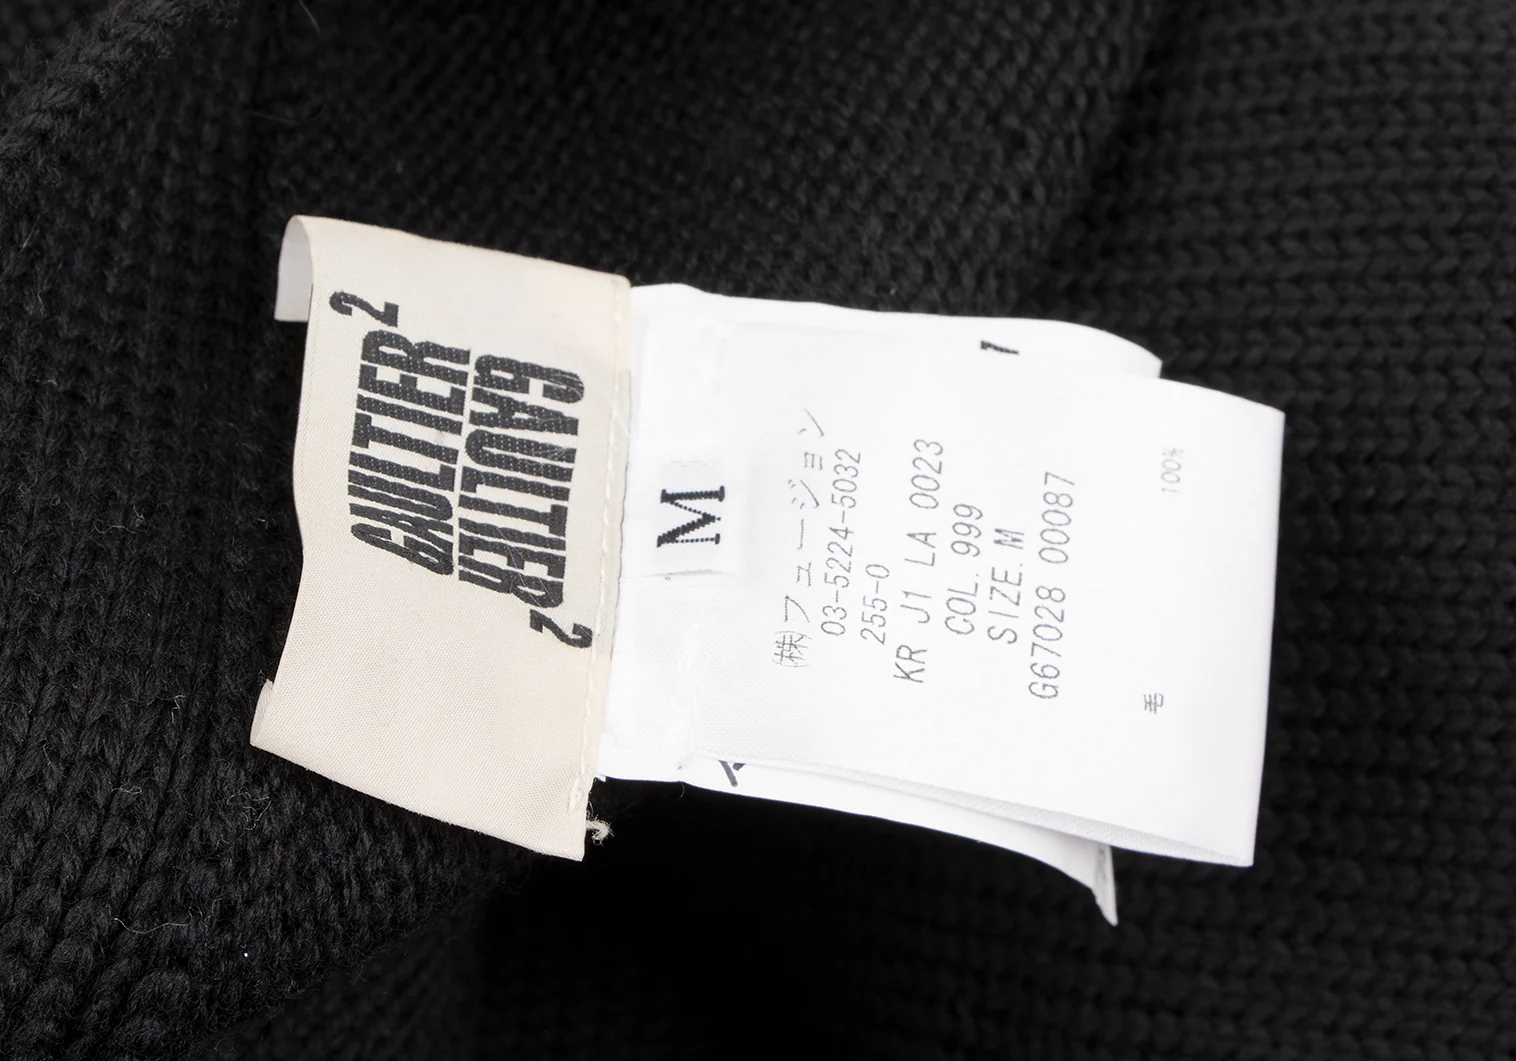 GAULTIER²
GAULTIER²
M
㈱フュージョン
03-5224-5032
255-0
KR J1 LA 0023
COL. 999
SIZE. M
G67028 00087
毛 100%